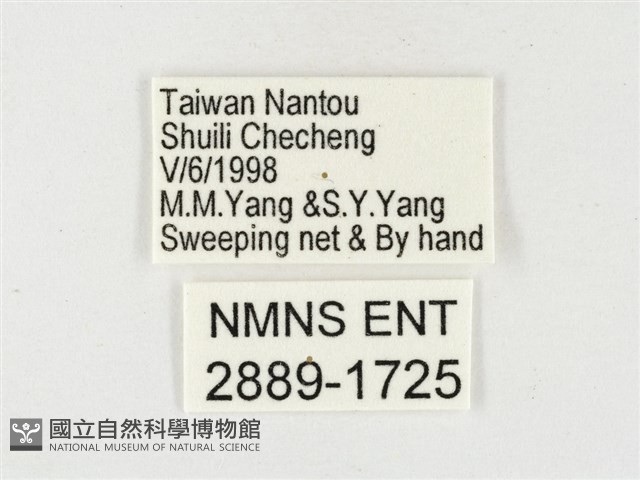 Taiwan Nantou
Shuili Checheng
V/6/1998
M.M.Yang &S.Y.Yang
Sweeping net & By hand
NMNS ENT
2889-1725
國立自然科學博物館
NATIONAL MUSEUM OF NATURAL SCIENCE